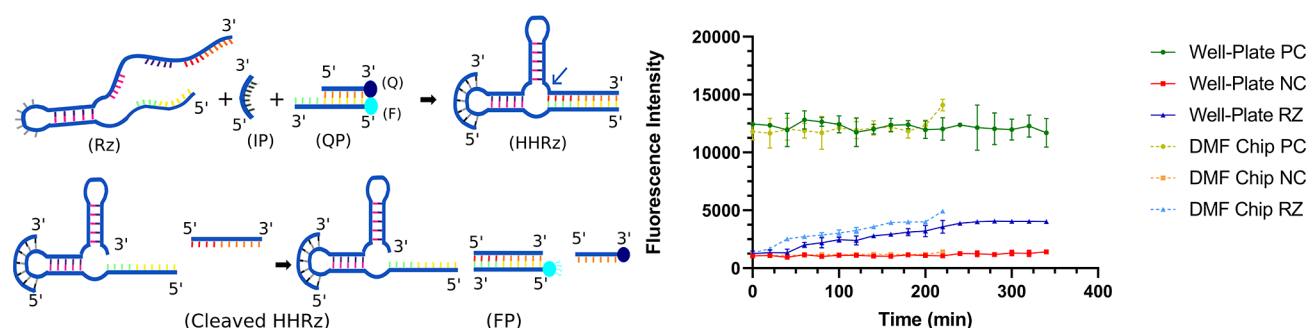 3'
5'
(Rz)
+
3'
5'
(IP)
+
5'
3'
(Q)
(F)
3'
5'
(QP)
3'
5'
3'
5'
(HHRz)
3'
5'
3'
5'
5'
3'
(Cleaved HHRz)
3'
5'
3'
5'
5'
3'
3'
5'
(FP)
5'
3'
Fluorescence Intensity
20000
15000
10000
5000
0
0
100
200
300
400
Time (min)
Well-Plate PC
Well-Plate NC
Well-Plate RZ
DMF Chip PC
DMF Chip NC
DMF Chip RZ